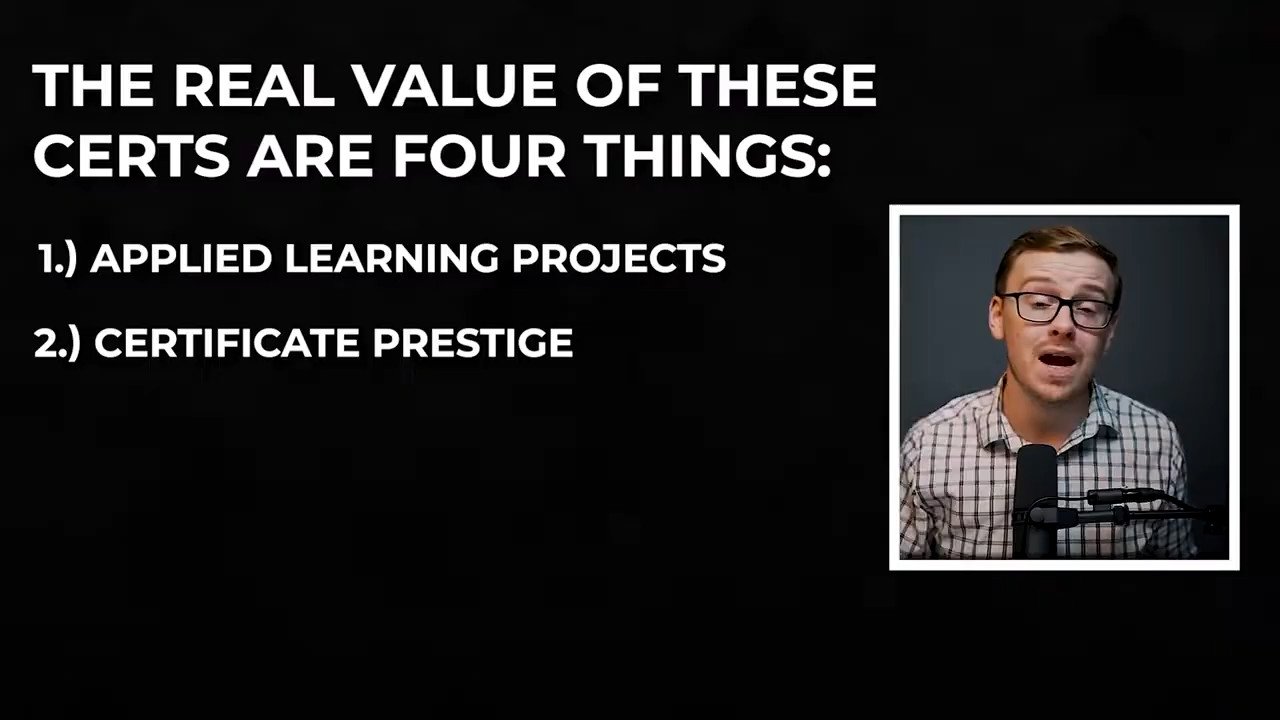 THE REAL VALUE OF THESE
CERTS ARE FOUR THINGS:
1.) APPLIED LEARNING PROJECTS
2.) CERTIFICATE PRESTIGE